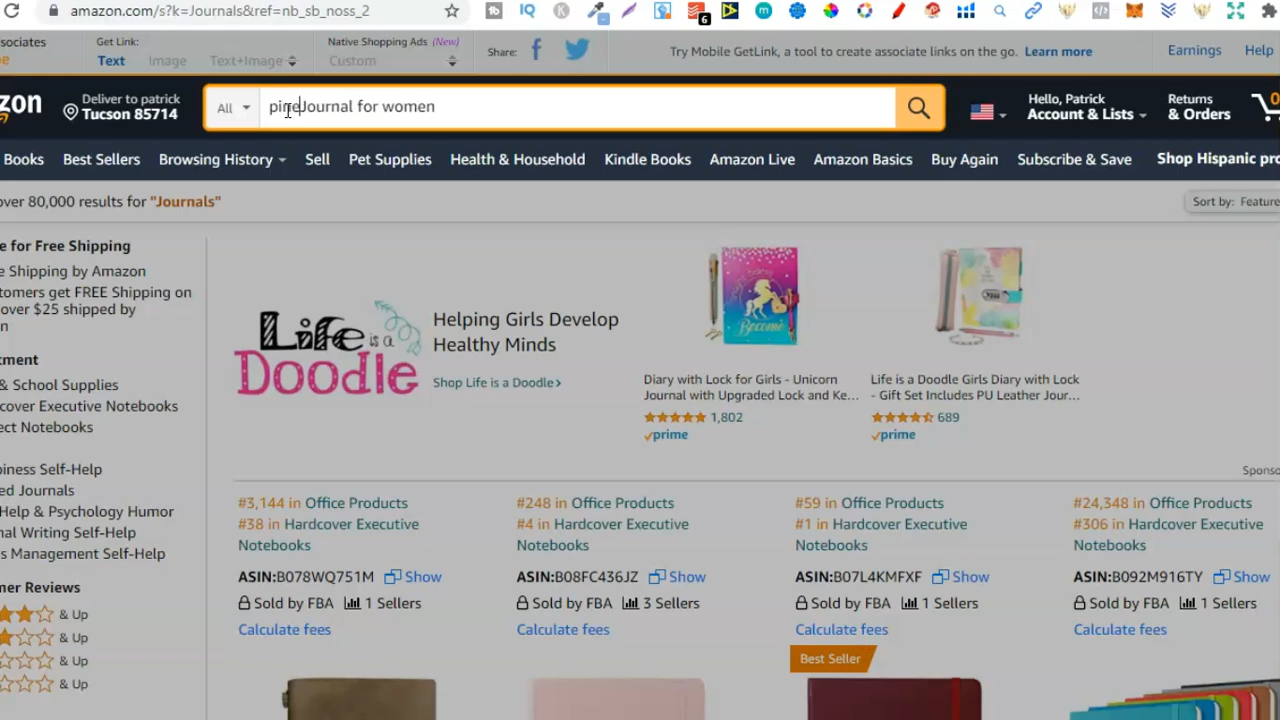 amazon.com/s?k=Journals&ref=nb_sb_noss_2
IQ
K
6
m
sociates
Get Link:
Text
Image
Text+Image
Native Shopping Ads (New)
Custom
Share:
Try Mobile GetLink, a tool to create associate links on the go. Learn more
Earnings
Help
zon
Deliver to patrick
Tucson 85714
All
Journal for women
Hello, Patrick
Account & Lists
Returns
& Orders
0
Books
Best Sellers
Browsing History
Sell
Pet Supplies
Health & Household
Kindle Books
Amazon Live
Amazon Basics
Buy Again
Subscribe & Save
Shop Hispanic pro
over 80,000 results for "Journals"
Sort by: Feature
e for Free Shipping
e Shipping by Amazon
tomers get FREE Shipping on
over $25 shipped by
n
tment
& School Supplies
cover Executive Notebooks
ect Notebooks
piness Self-Help
ed Journals
Help & Psychology Humor
nal Writing Self-Help
s Management Self-Help
mer Reviews
& Up
& Up
& Up
& Up
Life is a
Doodle
Helping Girls Develop
Healthy Minds
Shop Life is a Doodle›
Become
Diary with Lock for Girls - Unicorn
Journal with Upgraded Lock and Ke...
1,802
prime
Life is a Doodle Girls Diary with Lock
- Gift Set Includes PU Leather Jour...
689
prime
Sponso
#3,144 in Office Products
#38 in Hardcover Executive
Notebooks
ASIN:B078WQ751M Show
Sold by FBA 1 Sellers
Calculate fees
#248 in Office Products
#4 in Hardcover Executive
Notebooks
ASIN:B08FC436JZ Show
Sold by FBA 3 Sellers
Calculate fees
#59 in Office Products
#1 in Hardcover Executive
Notebooks
ASIN:B07L4KMFXF Show
Sold by FBA 1 Sellers
Calculate fees
Best Seller
#24,348 in Office Products
#306 in Hardcover Executive
Notebooks
ASIN:B092M916TY Show
Sold by FBA 1 Sellers
Calculate fees